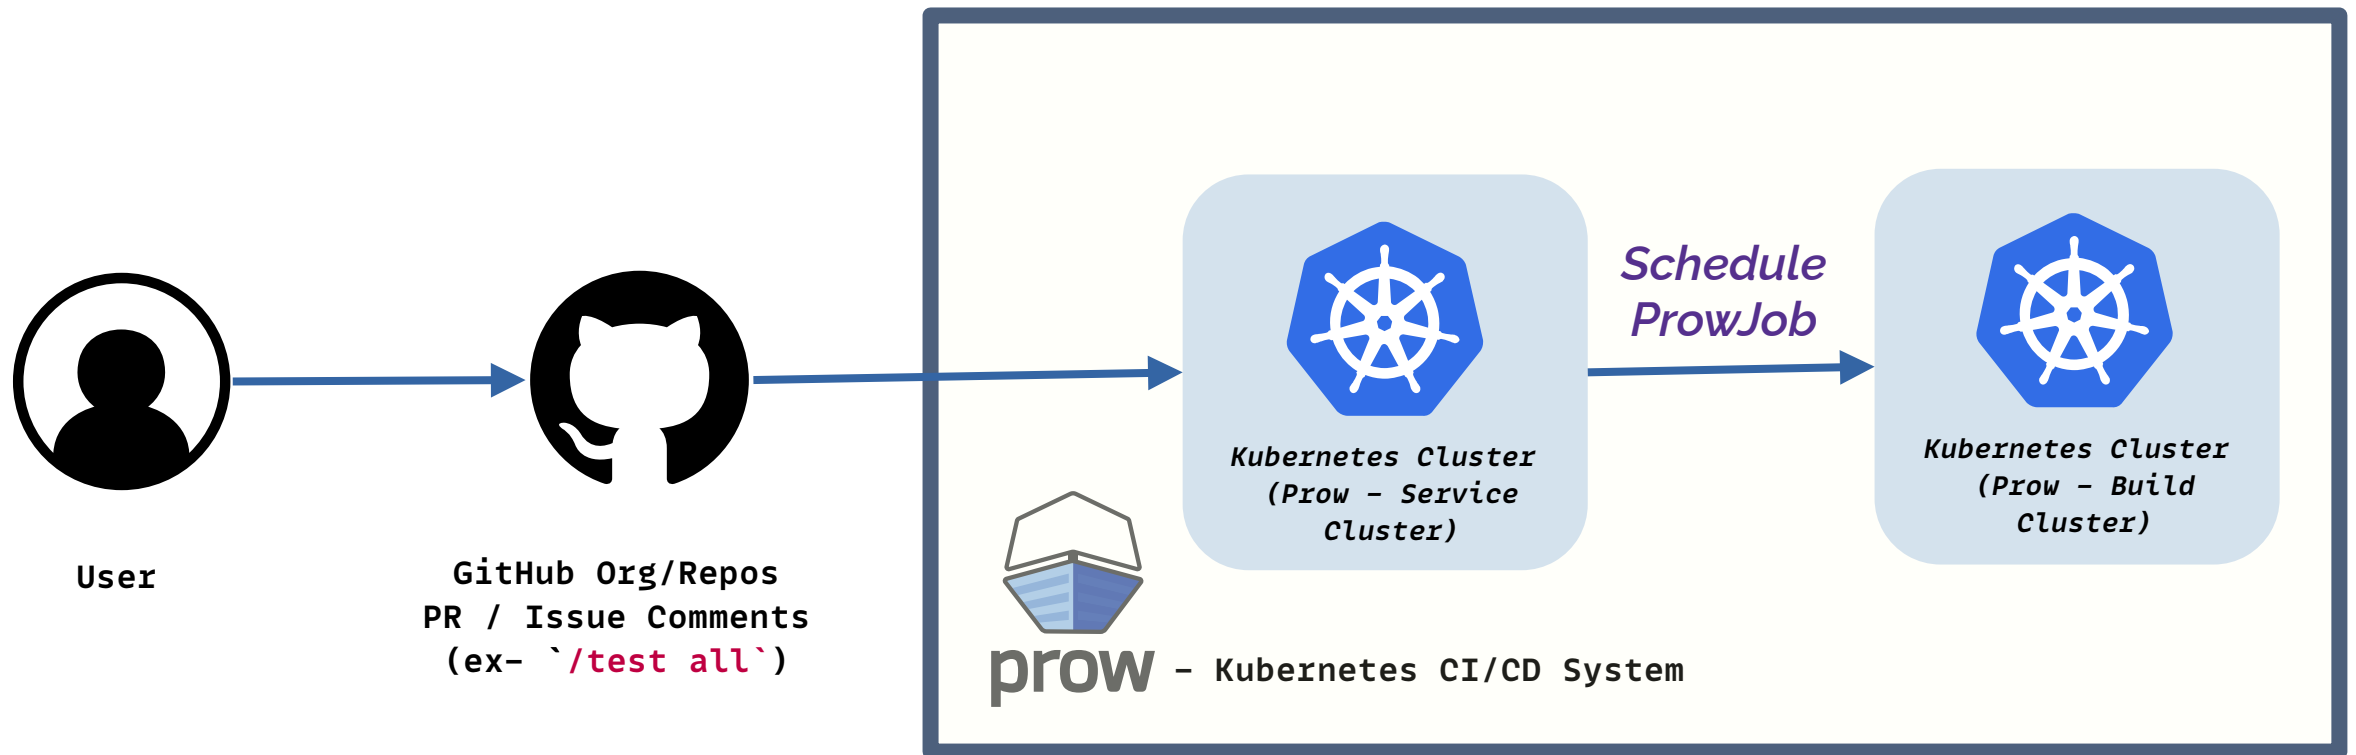 User
GitHub Org/Repos
PR / Issue Comments
(ex- `/test all`)
Kubernetes Cluster
(Prow - Service
Cluster)
Schedule
ProwJob
Kubernetes Cluster
(Prow - Build
Cluster)
prow - Kubernetes CI/CD System